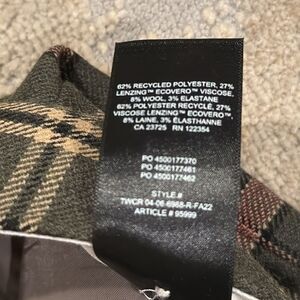 62% RECYCLED POLYESTER, 27%
LENZING™ ECOVERO™ VISCOSE,
8% WOOL, 3% ELASTANE
62% POLYESTER RECYCLÉ, 27%
VISCOSE LENZING™ ECOVERO™,
8% LAINE, 3% ÉLASTHANNE
CA 23725 RN 122354
PO 4500177370
PO 4500177461
PO 4500177462
STYLE #
TWCR 04-06-6988-R-FA22
ARTICLE # 95999